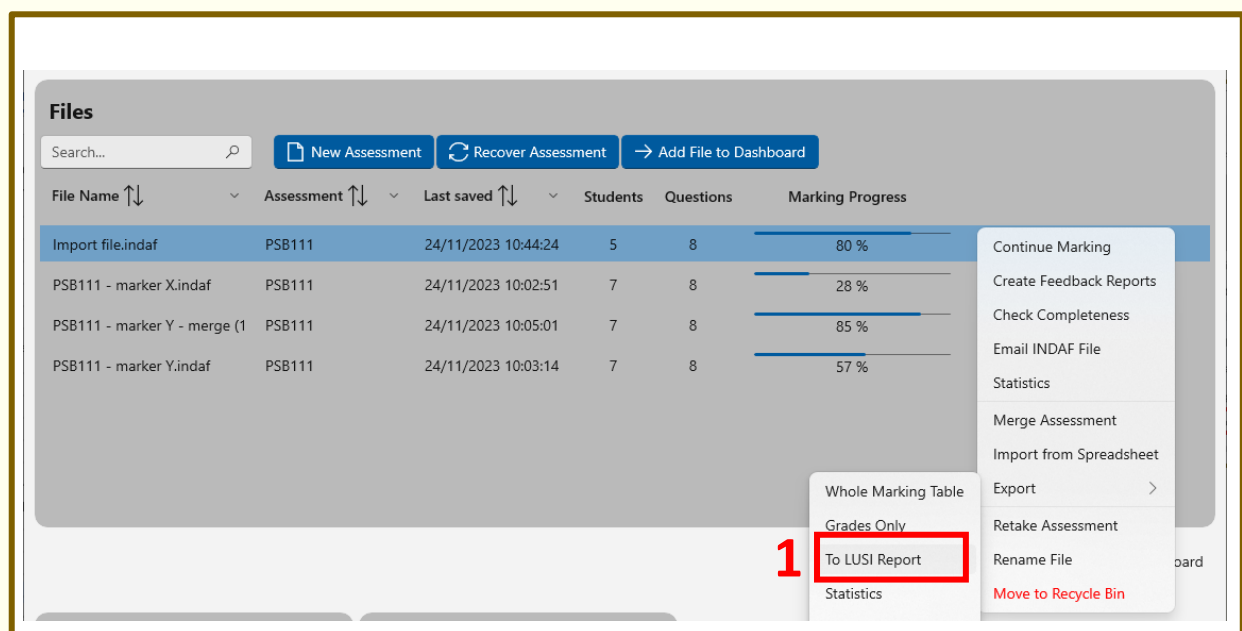 Files
Search... New Assessment Recover Assessment Add File to Dashboard
File Name Assessment Last saved Students Questions Marking Progress
Import file.indaf PSB111 24/11/2023 10:44:24 5 8 80 %
PSB111 - marker X.indaf PSB111 24/11/2023 10:02:51 7 8 28 %
PSB111 - marker Y - merge (1 PSB111 24/11/2023 10:05:01 7 8 85 %
PSB111 - marker Y.indaf PSB111 24/11/2023 10:03:14 7 8 57 %
Continue Marking
Create Feedback Reports
Check Completeness
Email INDAF File
Statistics
Merge Assessment
Import from Spreadsheet
Export
Retake Assessment
Rename File
Move to Recycle Bin
Whole Marking Table
Grades Only
1 To LUSI Report
Statistics
oard